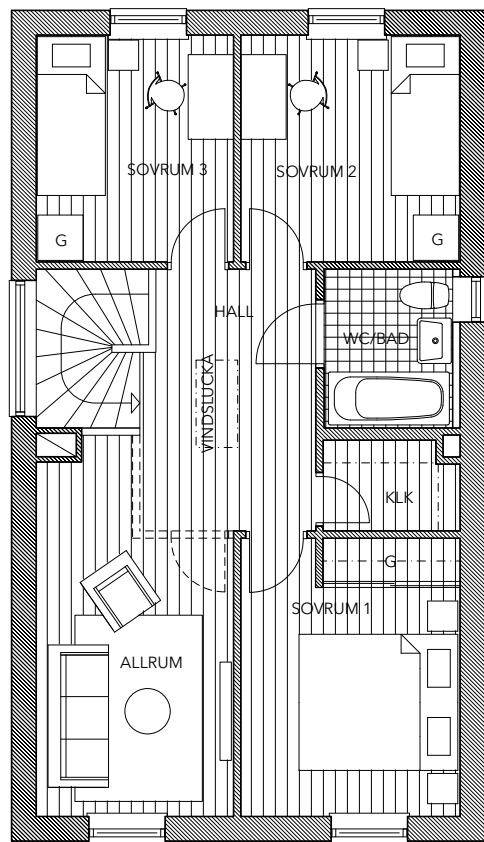 SOVRUM 3
SOVRUM 2
G
G
HALL
WC/BAD
VINDSLUCKA
KLK
G
SOVRUM 1
ALLRUM